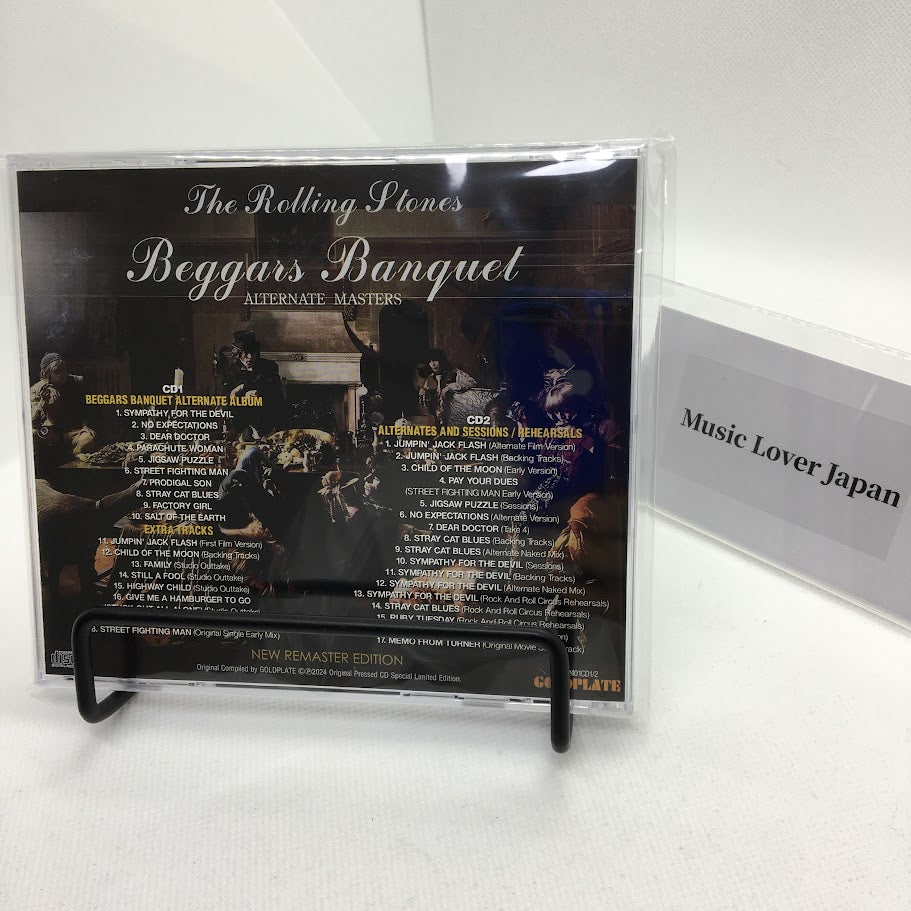 The Rolling Stones
Beggars Banquet
ALTERNATE MASTERS
CD1
BEGGARS BANQUET ALTERNATE ALBUM
1. SYMPATHY FOR THE DEVIL
2. NO EXPECTATIONS
3. DEAR DOCTOR
4. PARACHUTE WOMAN
5. JIGSAW PUZZLE
6. STREET FIGHTING MAN
7. PRODIGAL SON
8. STRAY CAT BLUES
9. FACTORY GIRL
10. SALT OF THE EARTH
EXTRA TRACKS
11. JUMPIN' JACK FLASH (First Film Version)
12. CHILD OF THE MOON (Backing Tracks)
13. FAMILY (Studio Outtake)
14. STILL A FOOL (Studio Outtake)
15. HIGHWAY CHILD (Studio Outtake)
16. GIVE ME A HAMBURGER TO GO
(STUCK OUT ALL ALONE) (Studio Outtake)
8. STREET FIGHTING MAN (Original Single Early Mix)
CD2
ALTERNATES AND SESSIONS / REHEARSALS
1. JUMPIN' JACK FLASH (Alternate Film Version)
2. JUMPIN' JACK FLASH (Backing Tracks)
3. CHILD OF THE MOON (Early Version)
4. PAY YOUR DUES
(STREET FIGHTING MAN Early Version)
5. JIGSAW PUZZLE (Sessions)
6. NO EXPECTATIONS (Alternate Version)
7. DEAR DOCTOR (Take 4)
8. STRAY CAT BLUES (Backing Tracks)
9. STRAY CAT BLUES (Alternate Naked Mix)
10. SYMPATHY FOR THE DEVIL (Sessions)
11. SYMPATHY FOR THE DEVIL (Backing Tracks)
12. SYMPATHY FOR THE DEVIL (Alternate Naked Mix)
13. SYMPATHY FOR THE DEVIL (Rock And Roll Circus Rehearsals)
14. STRAY CAT BLUES (Rock And Roll Circus Rehearsals)
15. RUBY TUESDAY (Rock And Roll Circus Rehearsals)
17. MEMO FROM TURNER (Original Movie
NEW REMASTER EDITION
Original Compiled by GOLDPLATE ©℗2024 Original Pressed CD Special Limited Edition.
GOLDPLATE
Music Lover Japan